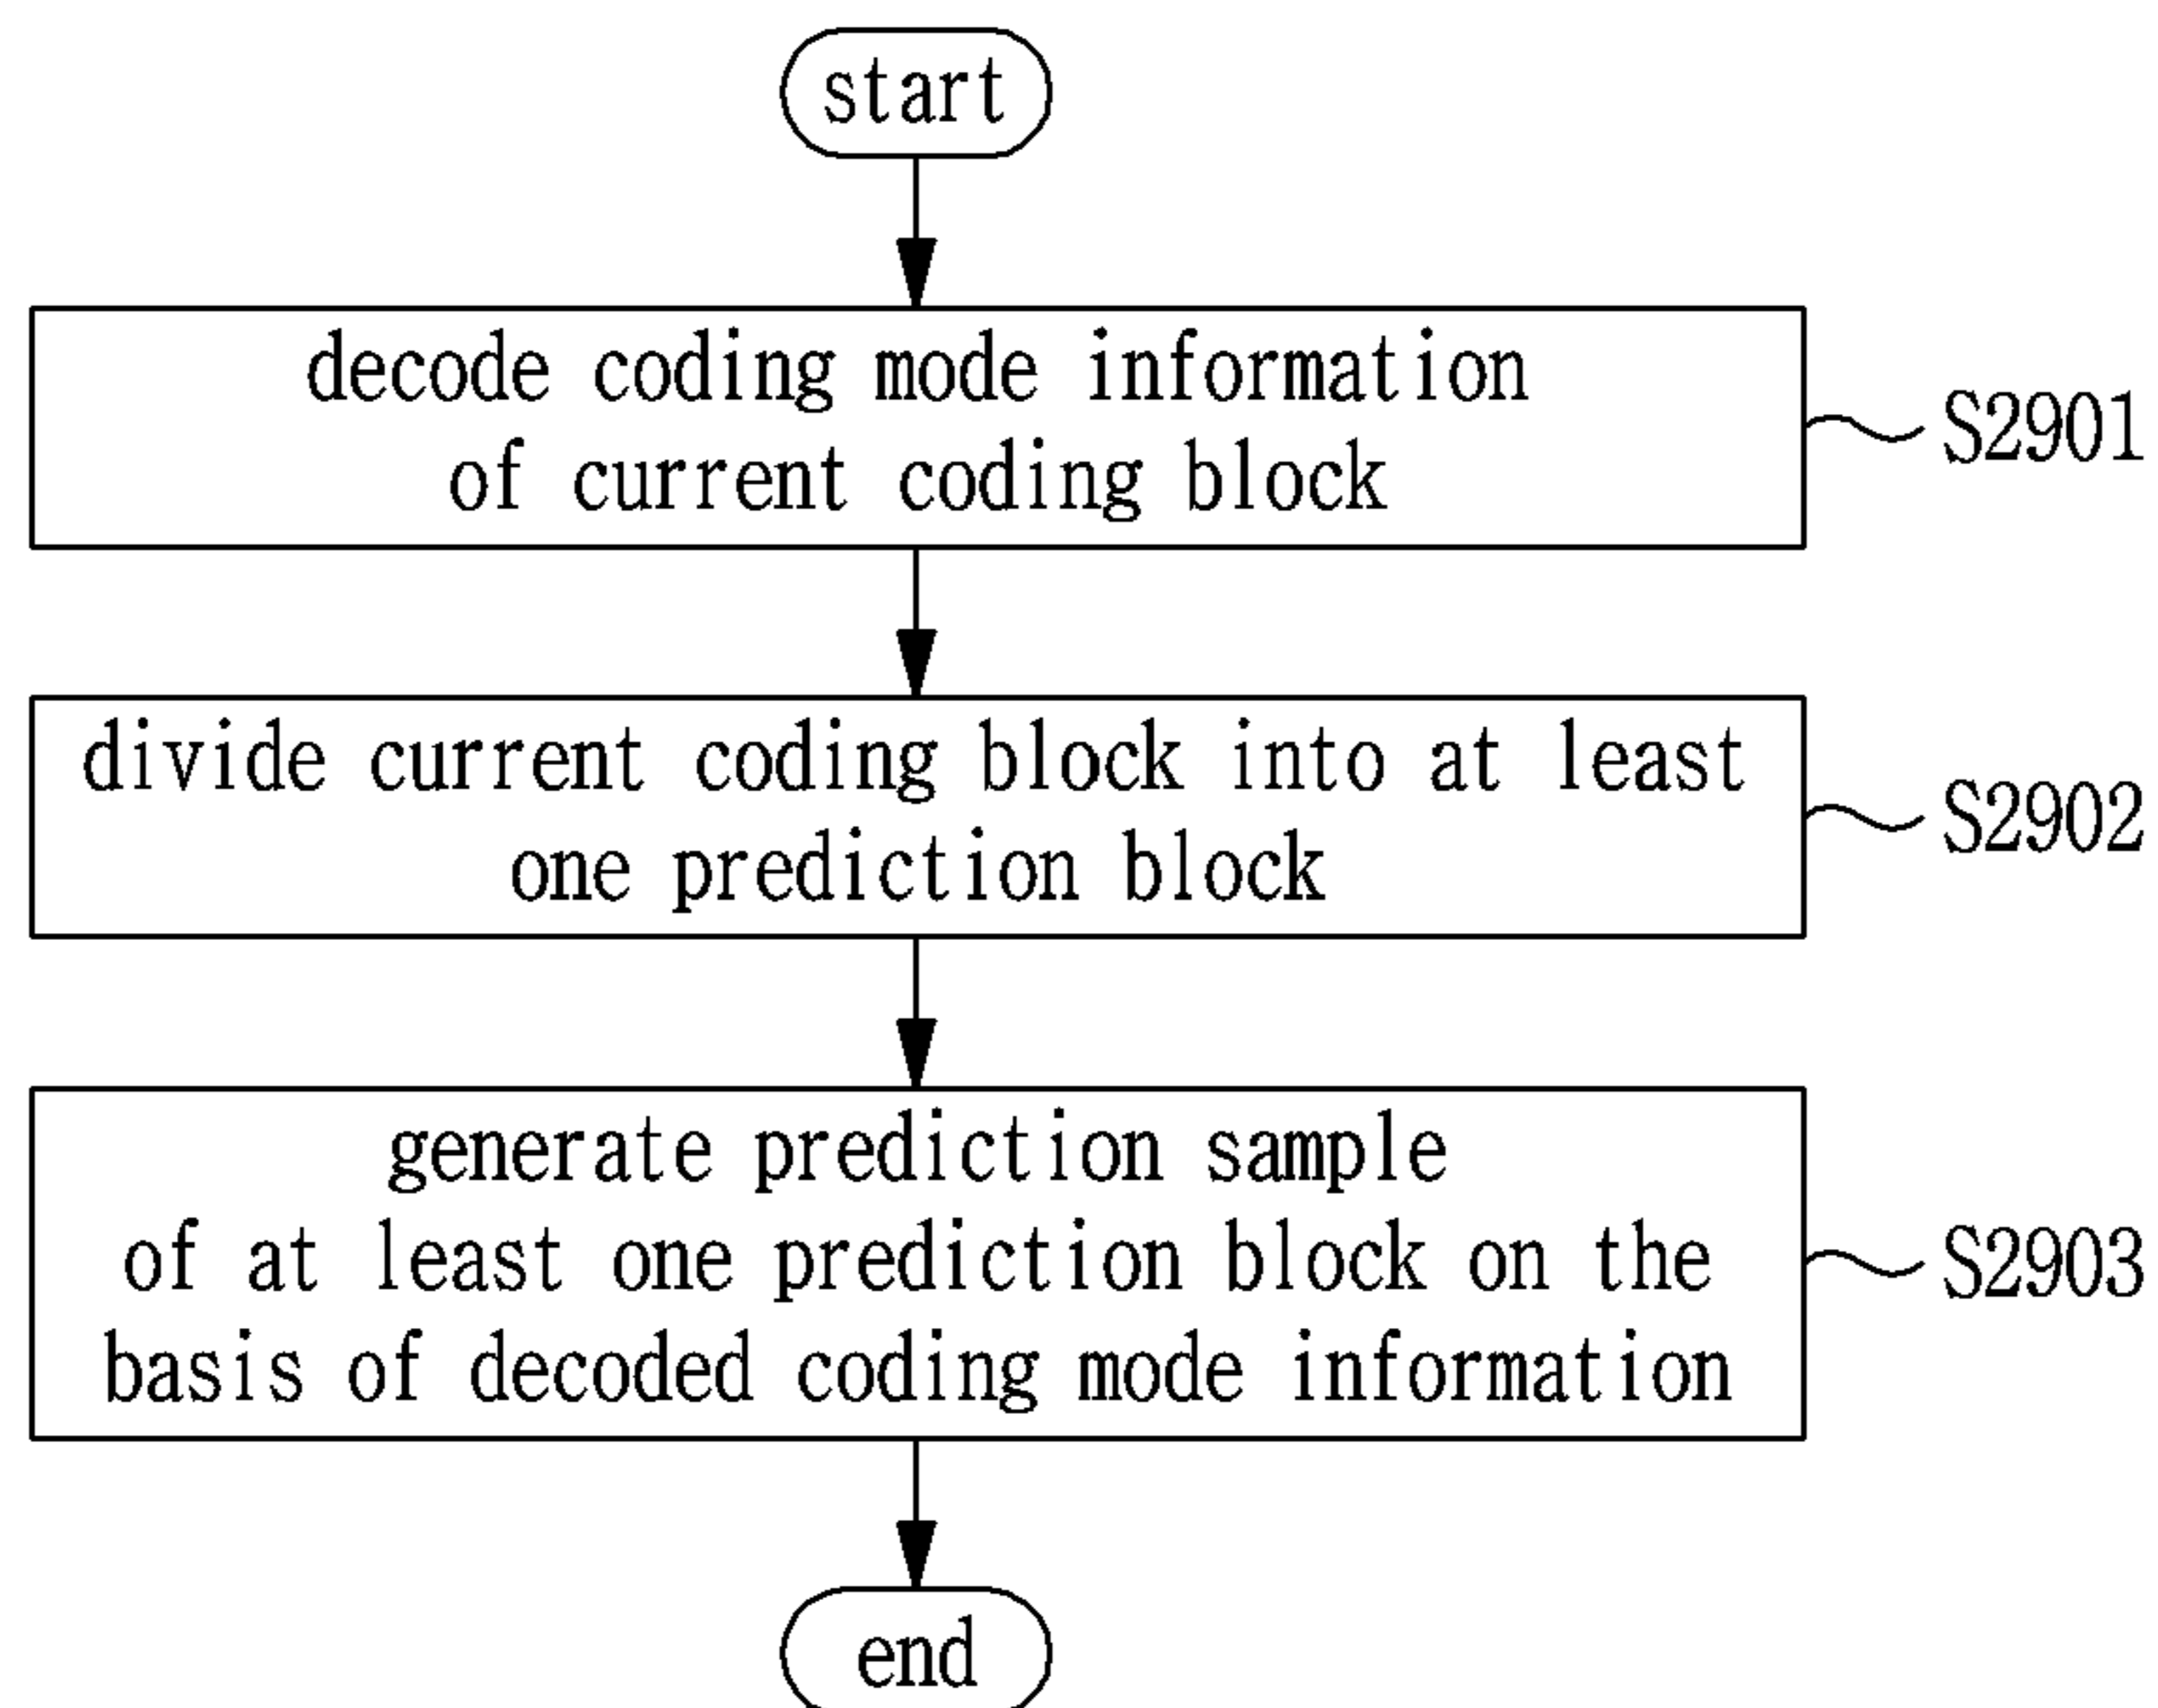 start
decode coding mode information
of current coding block
S2901
divide current coding block into at least
one prediction block
S2902
generate prediction sample
of at least one prediction block on the
basis of decoded coding mode information
S2903
end